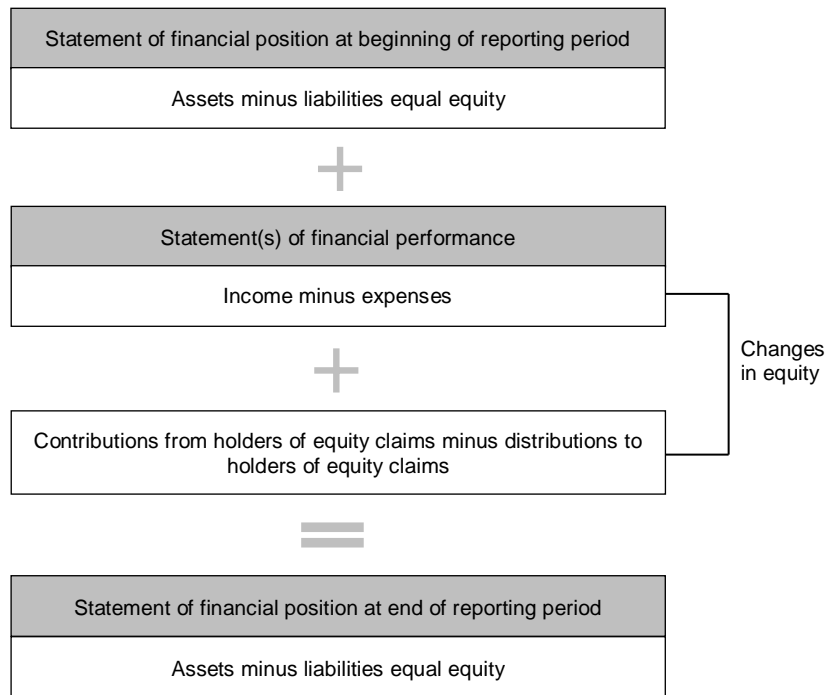 Statement of financial position at beginning of reporting period
Assets minus liabilities equal equity
+
Statement(s) of financial performance
Income minus expenses
Changes
in equity
+
Contributions from holders of equity claims minus distributions to
holders of equity claims
=
Statement of financial position at end of reporting period
Assets minus liabilities equal equity